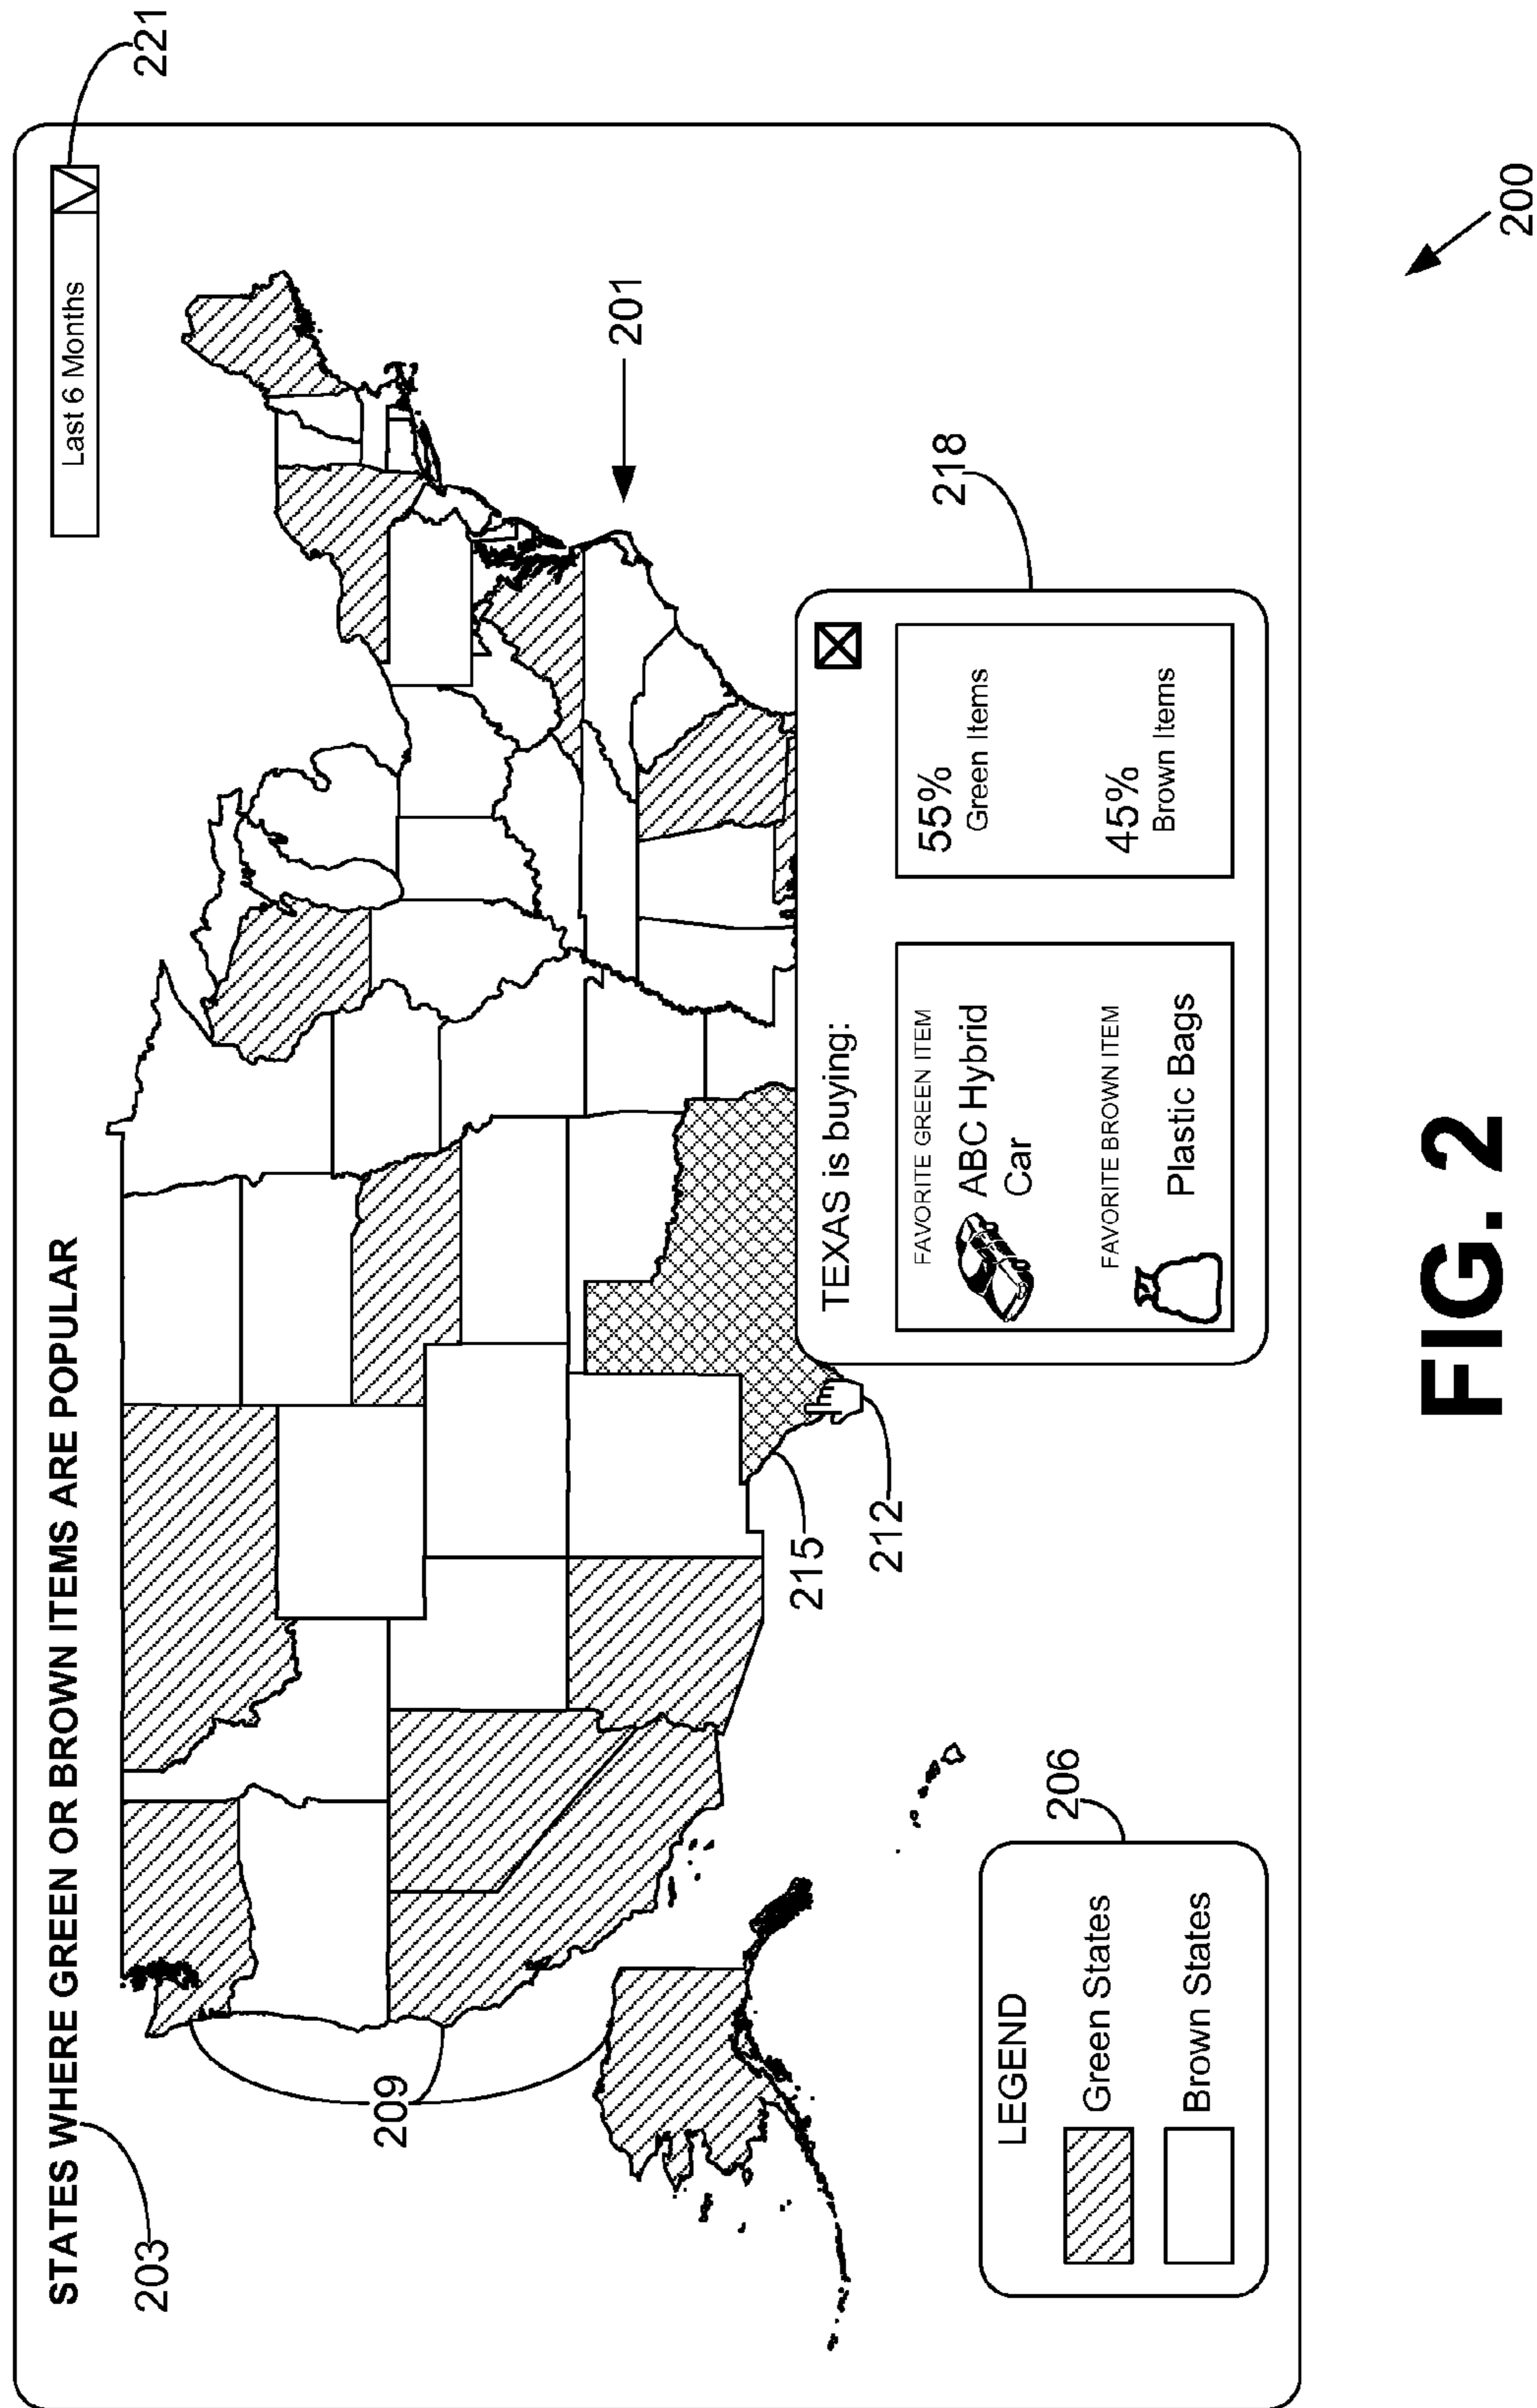 STATES WHERE GREEN OR BROWN ITEMS ARE POPULAR
Last 6 Months
221
203
209
201
215
212
218
TEXAS is buying:
FAVORITE GREEN ITEM
ABC Hybrid
Car
FAVORITE BROWN ITEM
Plastic Bags
55%
Green Items
45%
Brown Items
206
LEGEND
Green States
Brown States
200
FIG. 2